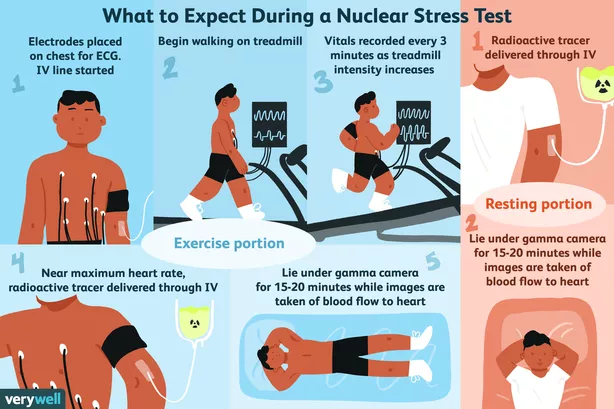 What to Expect During a Nuclear Stress Test
1
Electrodes placed
on chest for ECG.
IV line started
2
Begin walking on treadmill
3
Vitals recorded every 3
minutes as treadmill
intensity increases
Exercise portion
4
Near maximum heart rate,
radioactive tracer delivered through IV
5
Lie under gamma camera
for 15-20 minutes while images are
taken of blood flow to heart
1
Radioactive tracer
delivered through IV
Resting portion
2
Lie under gamma camera
for 15-20 minutes while
images are taken of
blood flow to heart
verywell